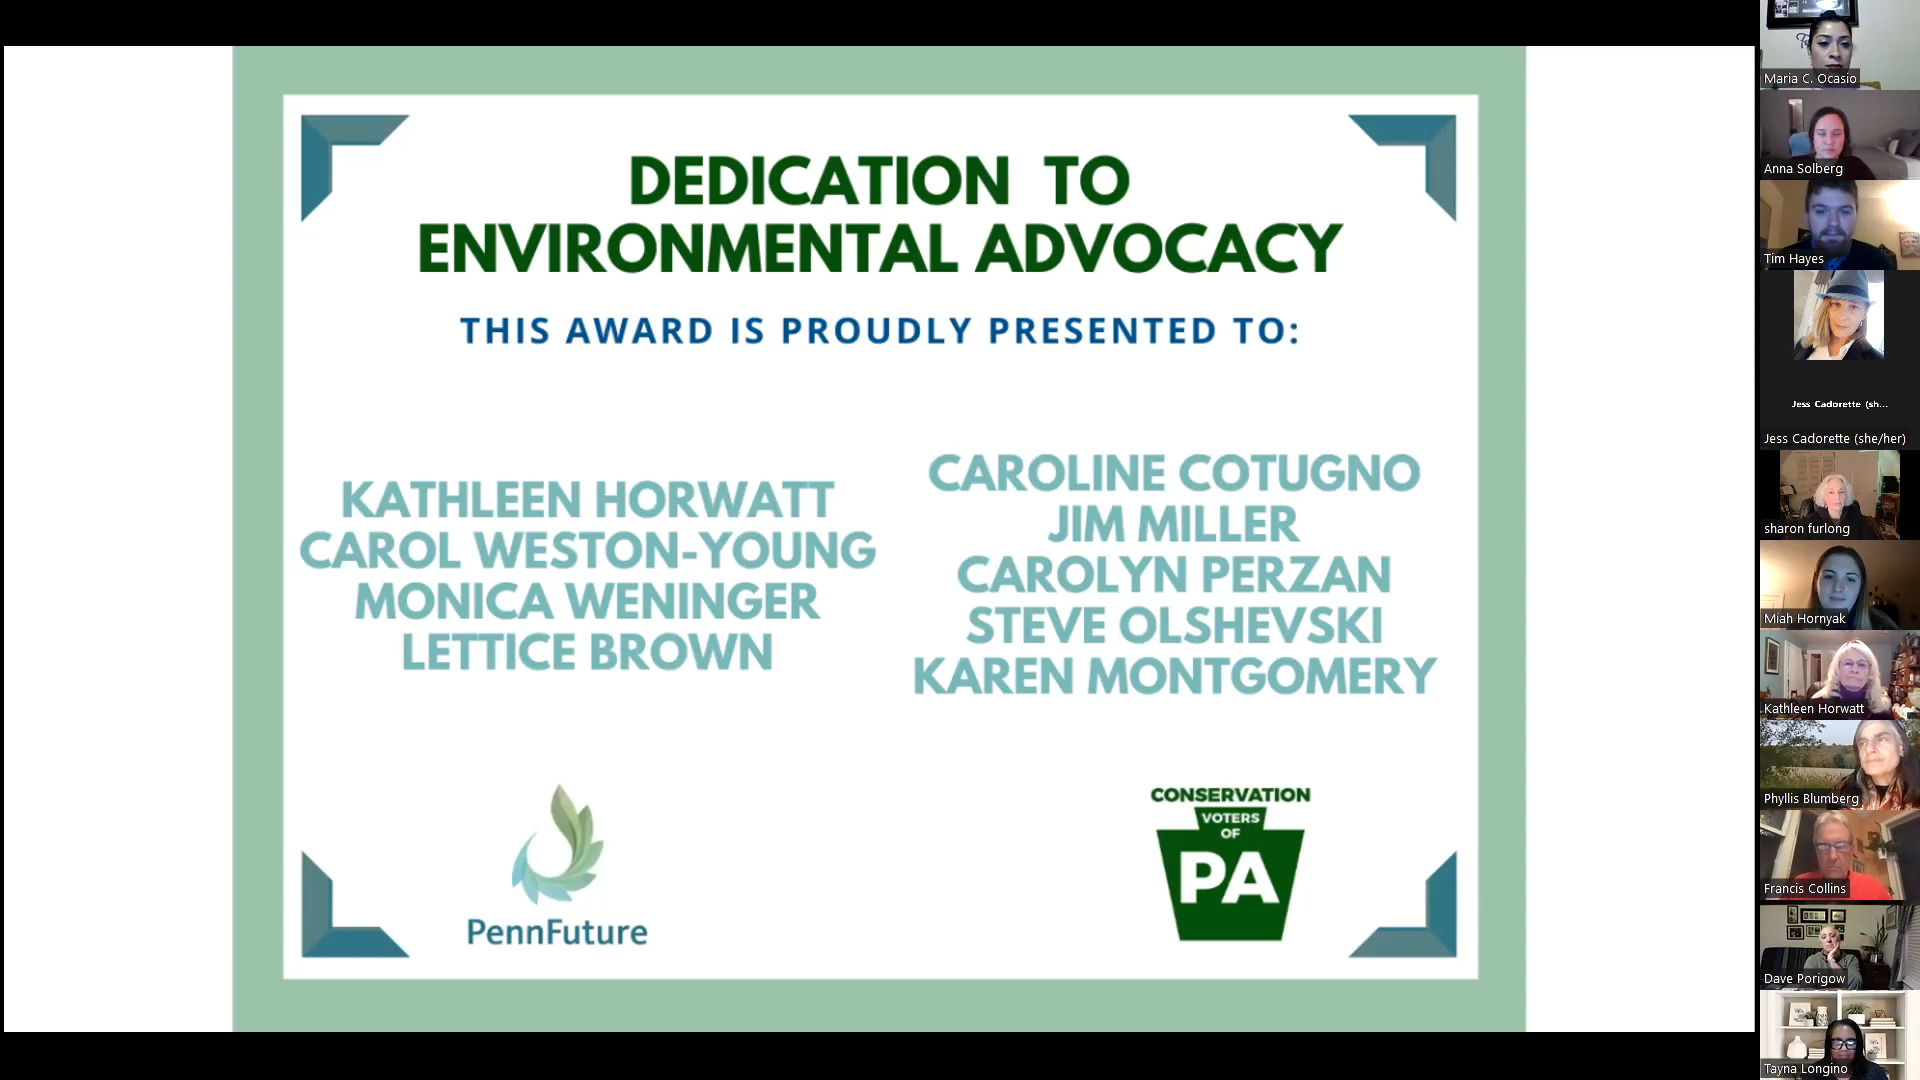 DEDICATION TO
ENVIRONMENTAL ADVOCACY
THIS AWARD IS PROUDLY PRESENTED TO:
KATHLEEN HORWATT
CAROL WESTON-YOUNG
MONICA WENINGER
LETTICE BROWN
CAROLINE COTUGNO
JIM MILLER
CAROLYN PERZAN
STEVE OLSHEVSKI
KAREN MONTGOMERY
PennFuture
CONSERVATION
VOTERS
OF
PA
Maria C. Ocasio
Anna Solberg
Tim Hayes
Jess Cadorette (sh...
Jess Cadorette (she/her)
sharon furlong
Miah Hornyak
Kathleen Horwatt
Phyllis Blumberg
Francis Collins
Dave Porigow
Tayna Longino